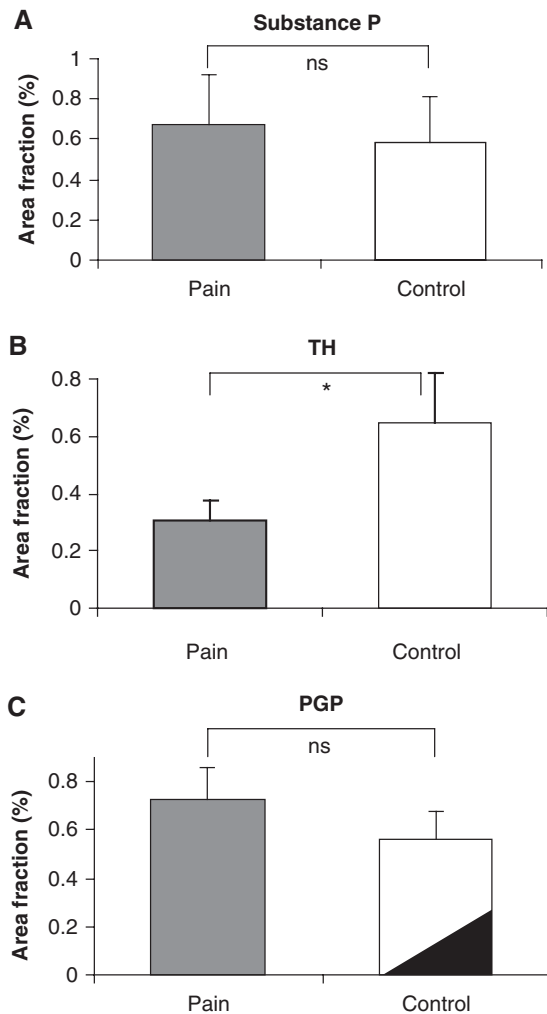 A
Substance P
ns
1
0.8
0.6
0.4
0.2
0
Area fraction (%)
Pain Control
B
TH
*
0.8
0.6
0.4
0.2
0
Area fraction (%)
Pain Control
C
PGP
ns
0.8
0.6
0.4
0.2
0
Area fraction (%)
Pain Control